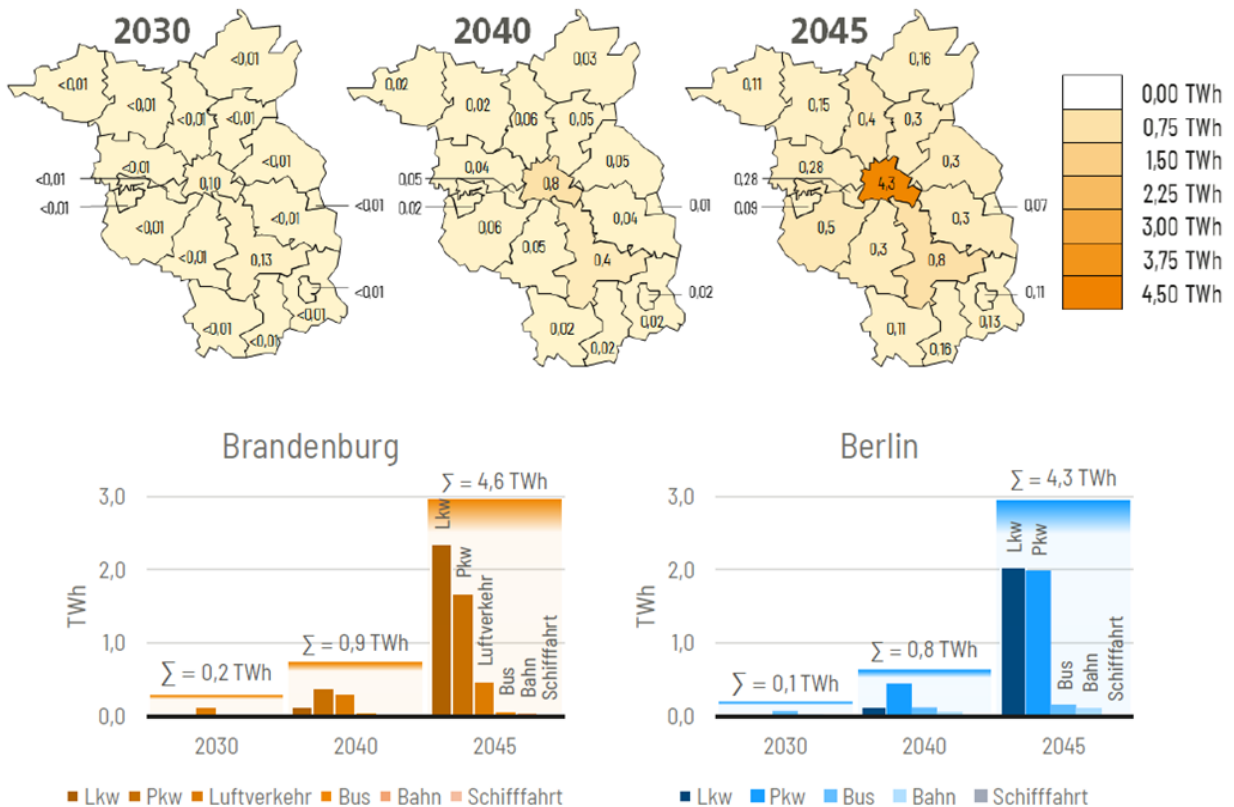 2030
<0,01
<0,01
<0,01
<0,01
<0,01
<0,01
<0,01
<0,01
0,10
<0,01
<0,01
<0,01
<0,01
<0,01
0,13
<0,01
<0,01
<0,01
<0,01
2040
0,03
0,02
0,02
0,06
0,05
0,04
0,05
0,05
0,8
0,02
0,01
0,04
0,06
0,05
0,4
0,02
0,02
0,02
0,02
2045
0,16
0,11
0,15
0,4
0,3
0,28
0,3
0,28
4,3
0,09
0,07
0,3
0,5
0,3
0,8
0,11
0,13
0,11
0,16
0,00 TWh
0,75 TWh
1,50 TWh
2,25 TWh
3,00 TWh
3,75 TWh
4,50 TWh
Brandenburg
∑ = 4,6 TWh
3,0
2,0
1,0
0,0
TWh
∑ = 0,2 TWh
∑ = 0,9 TWh
Lkw
Pkw
Luftverkehr
Bus
Bahn
Schifffahrt
2030
2040
2045
Lkw Pkw Luftverkehr Bus Bahn Schifffahrt
Berlin
∑ = 4,3 TWh
3,0
2,0
1,0
0,0
TWh
∑ = 0,1 TWh
∑ = 0,8 TWh
Lkw
Pkw
Bus
Bahn
Schifffahrt
2030
2040
2045
Lkw Pkw Bus Bahn Schifffahrt